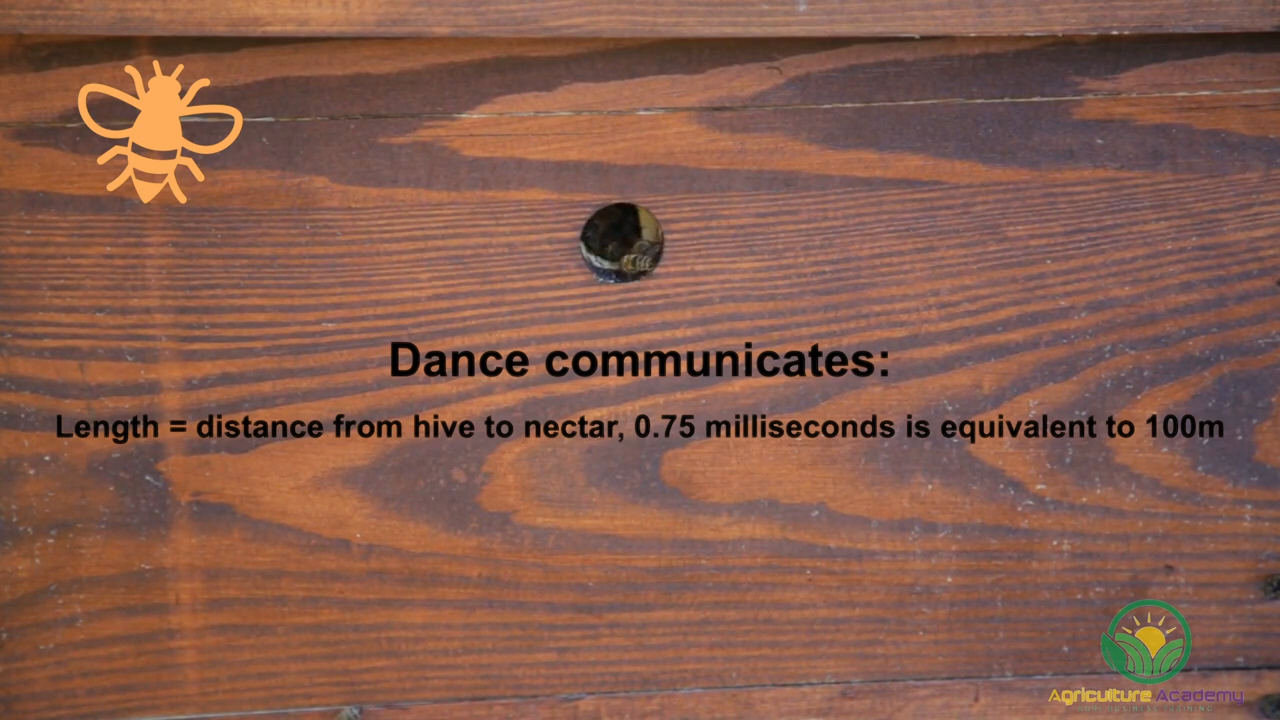 Dance communicates:
Length = distance from hive to nectar, 0.75 milliseconds is equivalent to 100m
Agriculture Academy